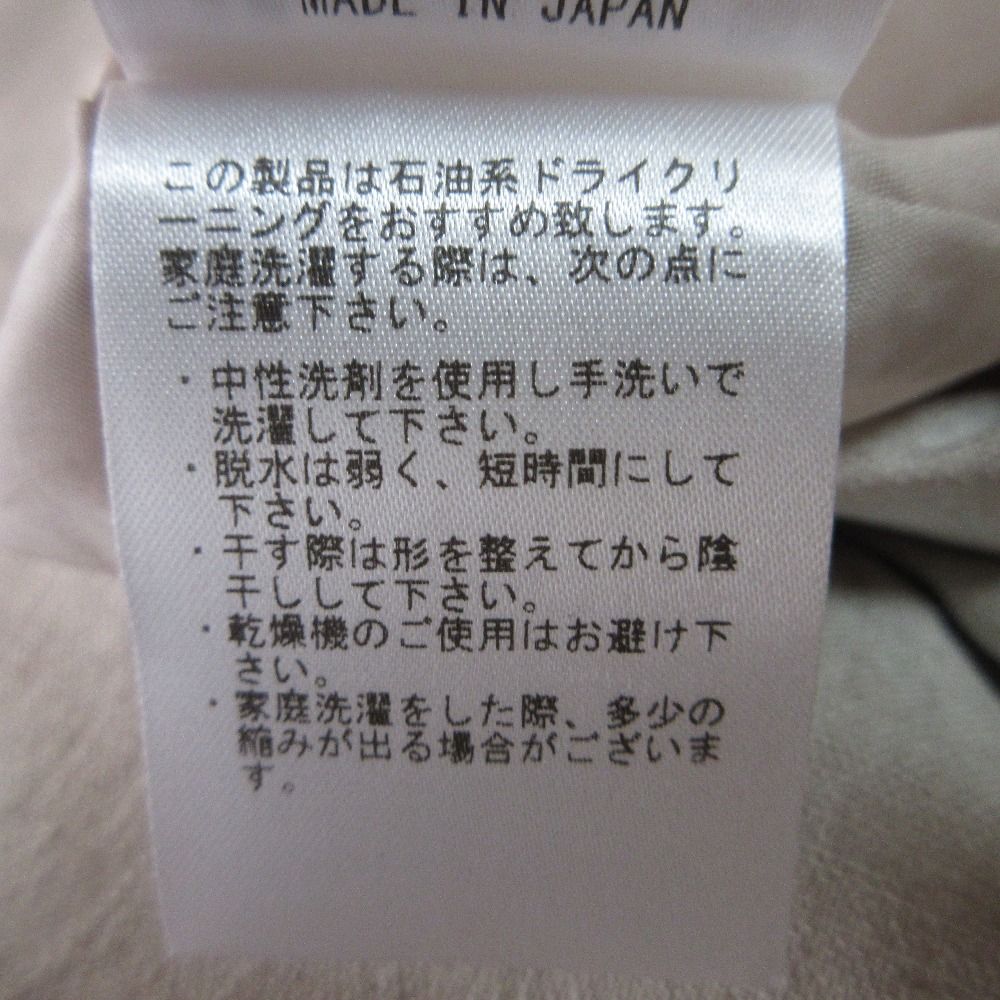 MADE IN JAPAN
この製品は石油系ドライクリ
ーニングをおすすめ致します。
家庭洗濯する際は、次の点に
ご注意下さい。
・中性洗剤を使用し手洗いで
洗濯して下さい。
・脱水は弱く、短時間にして
下さい。
・干す際は形を整えてから陰
干しして下さい。
・乾燥機のご使用はお避け下
さい。
・家庭洗濯をした際、多少の
縮みが出る場合がございま
す。